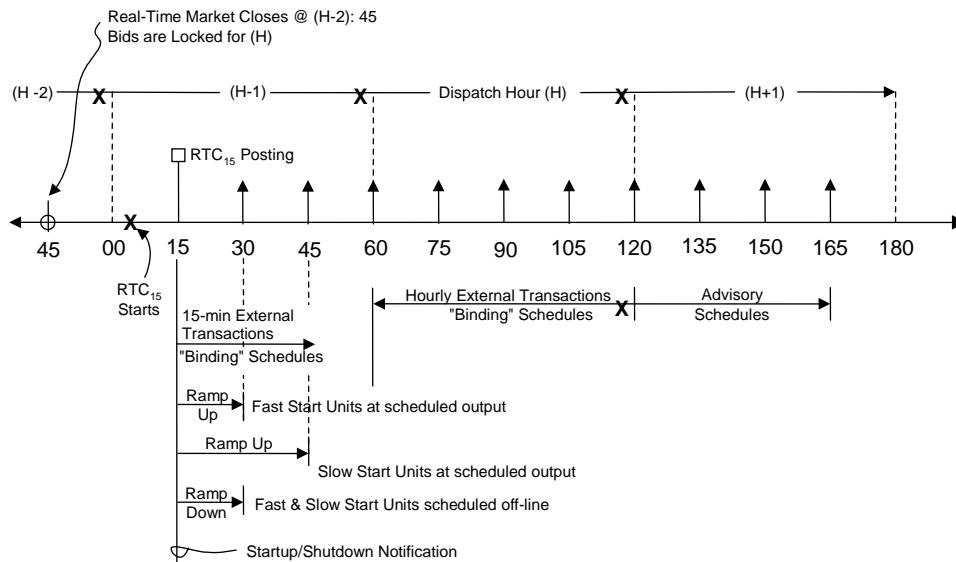 Real-Time Market Closes @ (H-2): 45
Bids are Locked for (H)
(H -2) X (H-1) X Dispatch Hour (H) X (H+1)
RTC15 Posting
X
45 00 15 30 45 60 75 90 105 120 135 150 165 180
RTC15
Starts
Hourly External Transactions
"Binding" Schedules X
Advisory
Schedules
15-min External
Transactions
"Binding" Schedules
Ramp
Up
Fast Start Units at scheduled output
Ramp Up
Slow Start Units at scheduled output
Ramp
Down
Fast & Slow Start Units scheduled off-line
Startup/Shutdown Notification